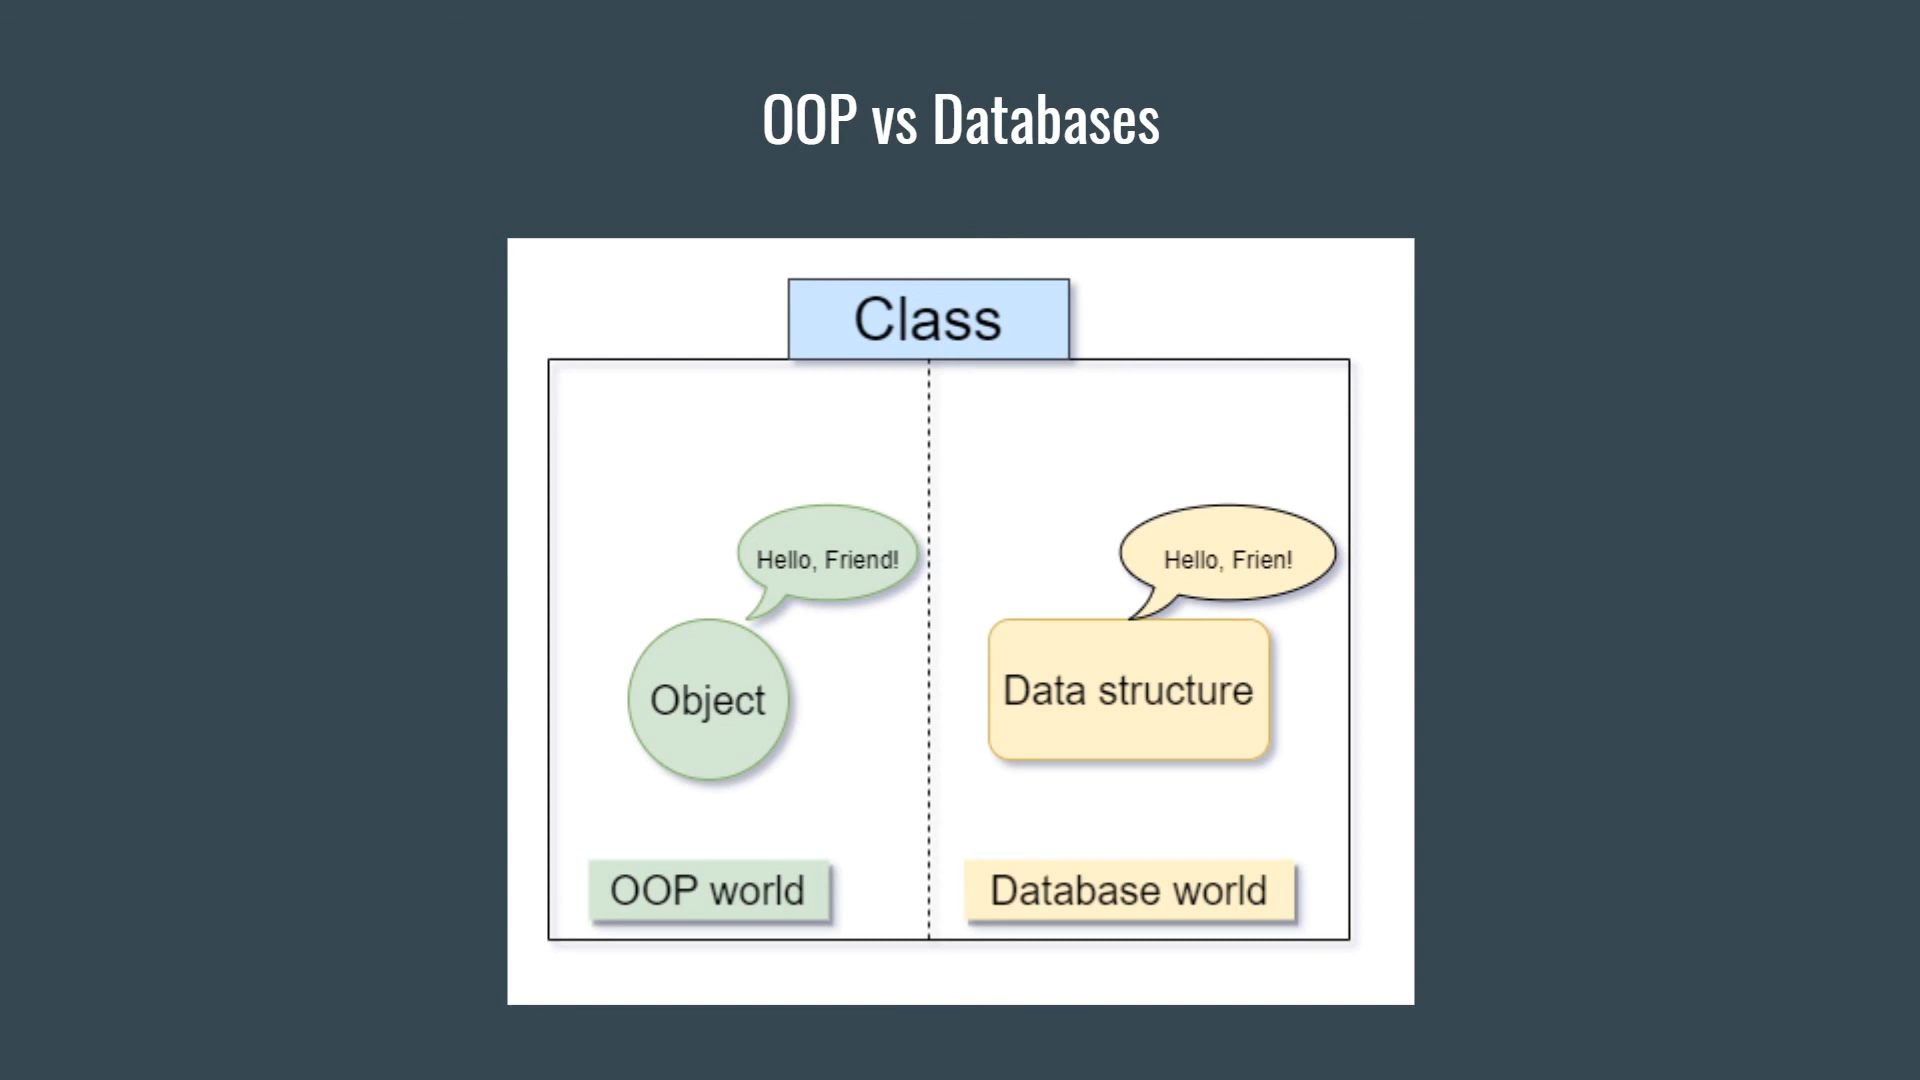 OOP vs Databases
Class
Hello, Friend!
Hello, Frien!
Object
Data structure
OOP world
Database world